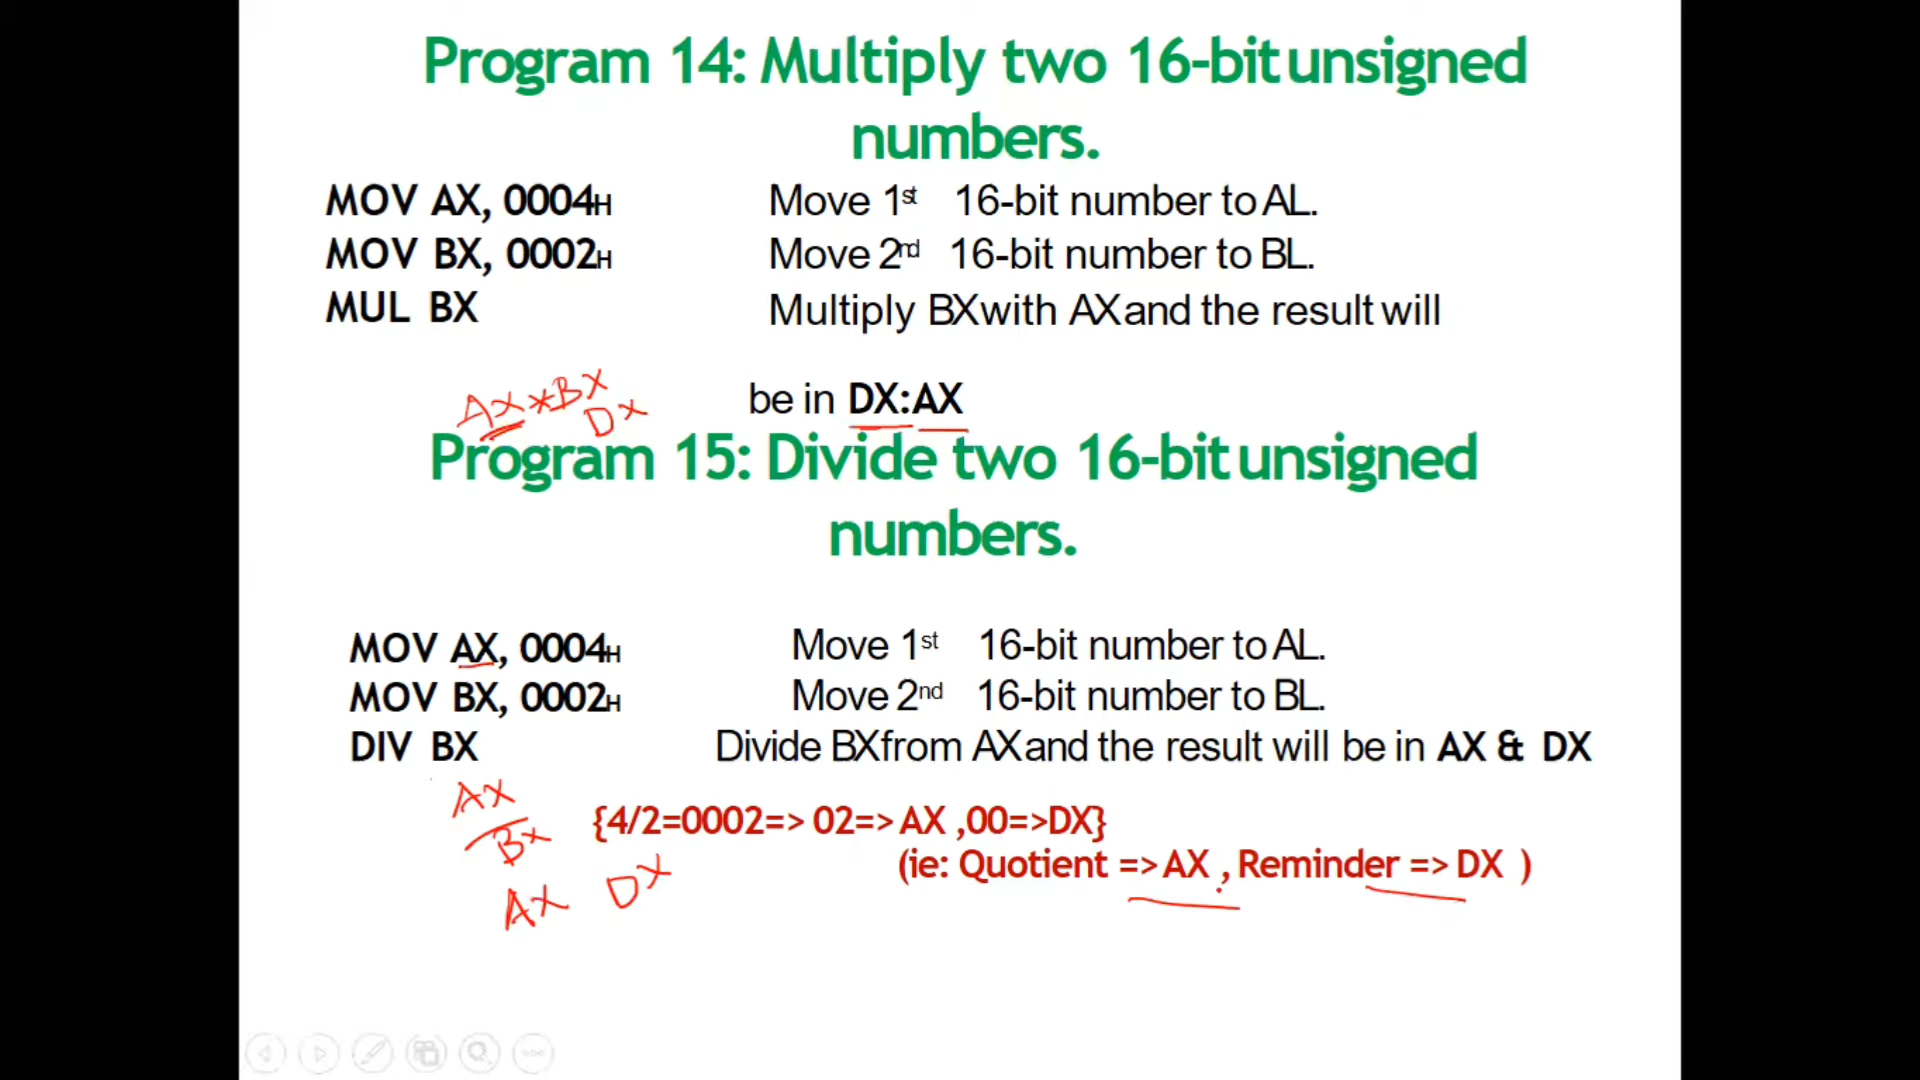 Program 14: Multiply two 16-bit unsigned
numbers.
MOV AX, 0004H Move 1st 16-bit number to AL.
MOV BX, 0002H Move 2nd 16-bit number to BL.
MUL BX Multiply BX with AX and the result will
AX * BX
be in DX:AX
DX
Program 15: Divide two 16-bit unsigned
numbers.
MOV AX, 0004H Move 1st 16-bit number to AL.
MOV BX, 0002H Move 2nd 16-bit number to BL.
DIV BX Divide BX from AX and the result will be in AX & DX
AX
BX
{4/2=0002=> 02=> AX ,00=>DX}
(ie: Quotient => AX , Reminder => DX )
AX DX